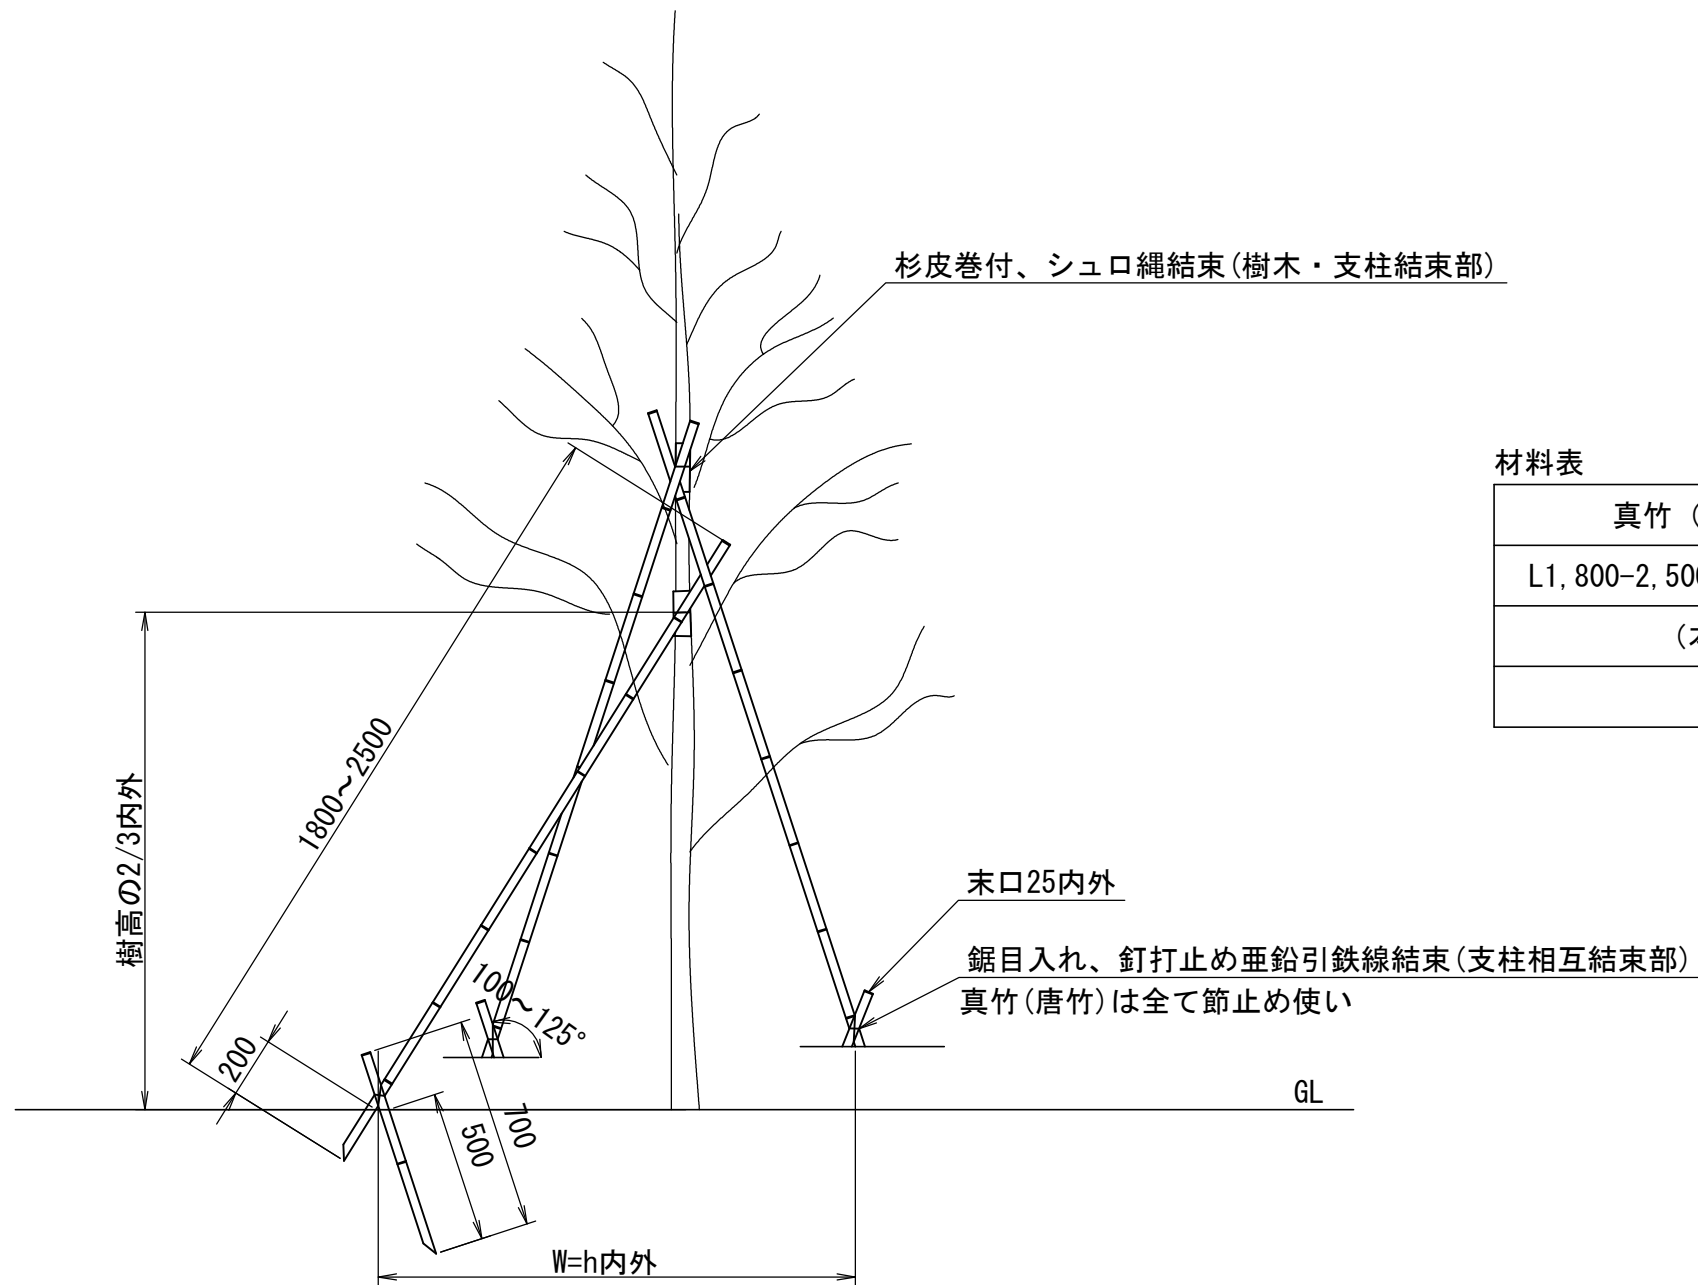 杉皮巻付、シュロ縄結束(樹木・支柱結束部)
材料表
真竹
L1,800-2,500
1800～2500
樹高の2/3内外
末口25内外
鋸目入れ、釘打止め亜鉛引鉄線結束(支柱相互結束部)
真竹(唐竹)は全て節止め使い
100～125°
200
700
500
GL
W=h内外